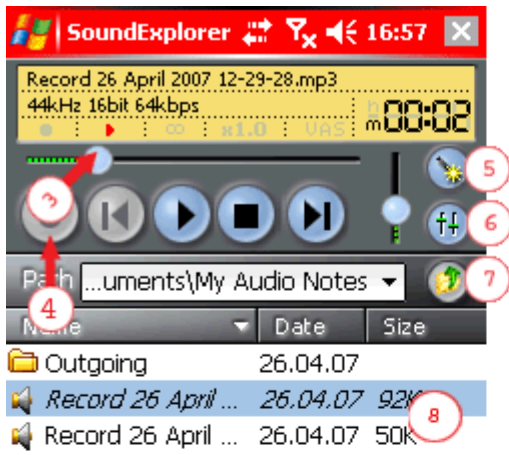 SoundExplorer 16:57
Record 26 April 2007 12-29-28.mp3
44kHz 16bit 64kbps
x1.0 VAS h m00:02
3
5
6
4
Path ...uments\My Audio Notes
7
Name Date Size
Outgoing 26.04.07
Record 26 April ... 26.04.07 92K
8
Record 26 April ... 26.04.07 50K